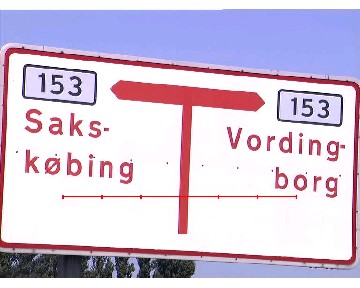 153
Saks-
købing
153
Vording-
borg